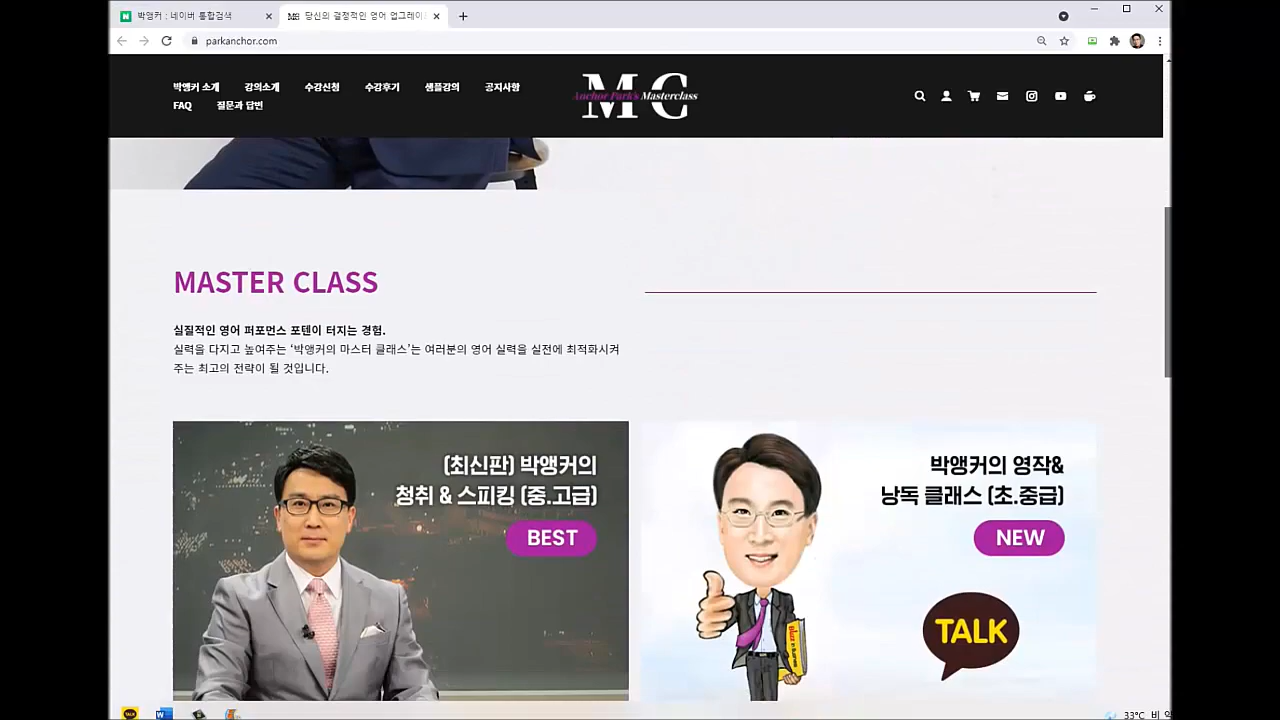 박앵커 : 네이버 통합검색
당신의 결정적인 영어 업그레이드
parkanchor.com
박앵커 소개 강의소개 수강신청 수강후기 샘플강의 공지사항
FAQ 질문과 답변
MC
Anchor Park's Masterclass
MASTER CLASS
실질적인 영어 퍼포먼스 포텐이 터지는 경험.
실력을 다지고 높여주는 ‘박앵커의 마스터 클래스’는 여러분의 영어 실력을 실전에 최적화시켜
주는 최고의 전략이 될 것입니다.
(최신판) 박앵커의
청취 & 스피킹 (중.고급)
BEST
박앵커의 영작&
낭독 클래스 (초.중급)
NEW
TALK
TALK
W
33°C 비